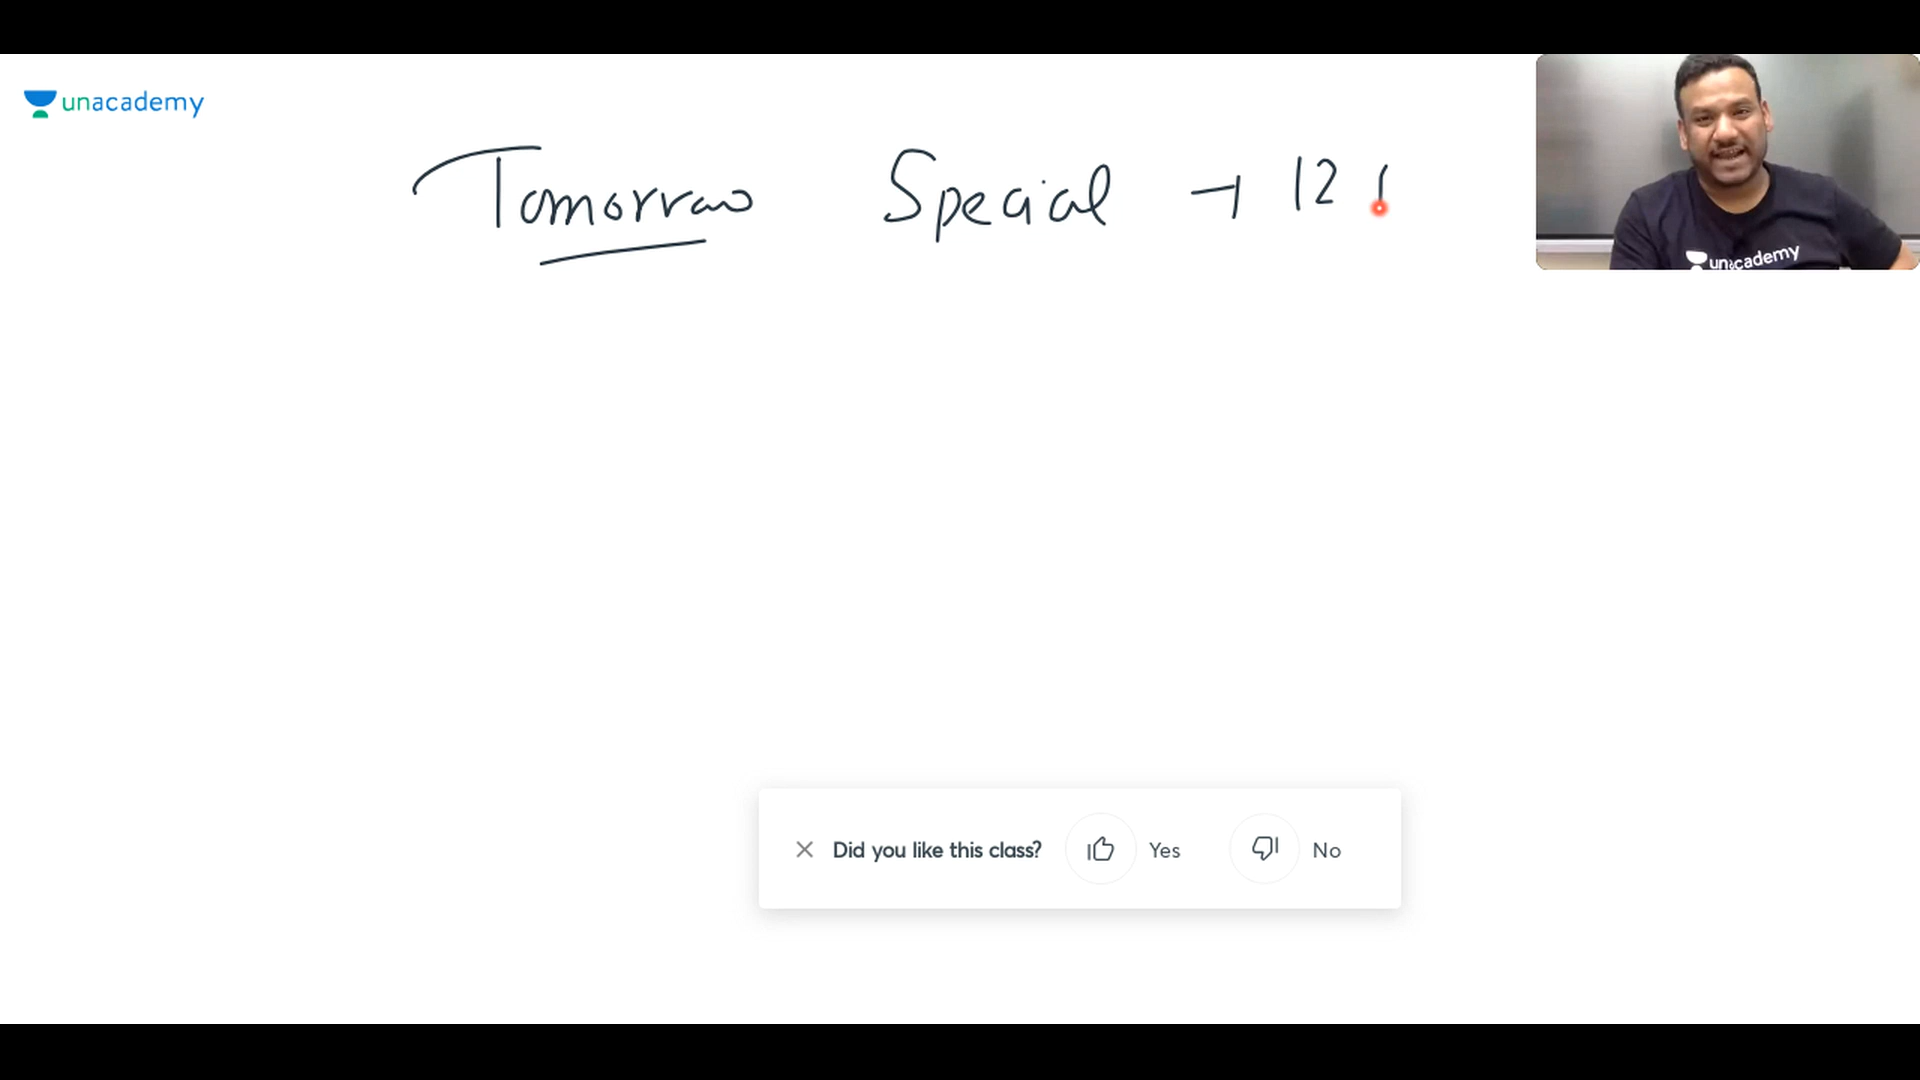 unacademy
Tomorrow Special → 12
unacademy
Did you like this class? Yes No